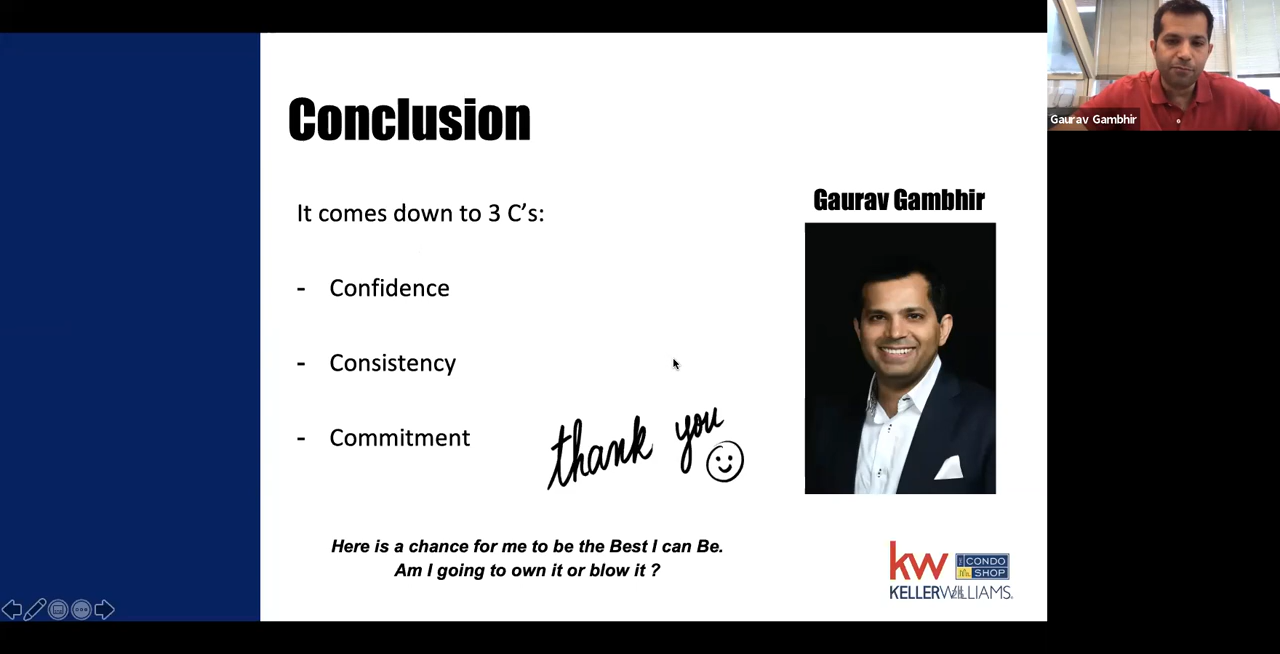 Conclusion
It comes down to 3 C’s:
- Confidence
- Consistency
- Commitment
thank you
Here is a chance for me to be the Best I can Be.
Am I going to own it or blow it ?
Gaurav Gambhir
kw
CONDO
SHOP
KELLERWILLIAMS.
Gaurav Gambhir